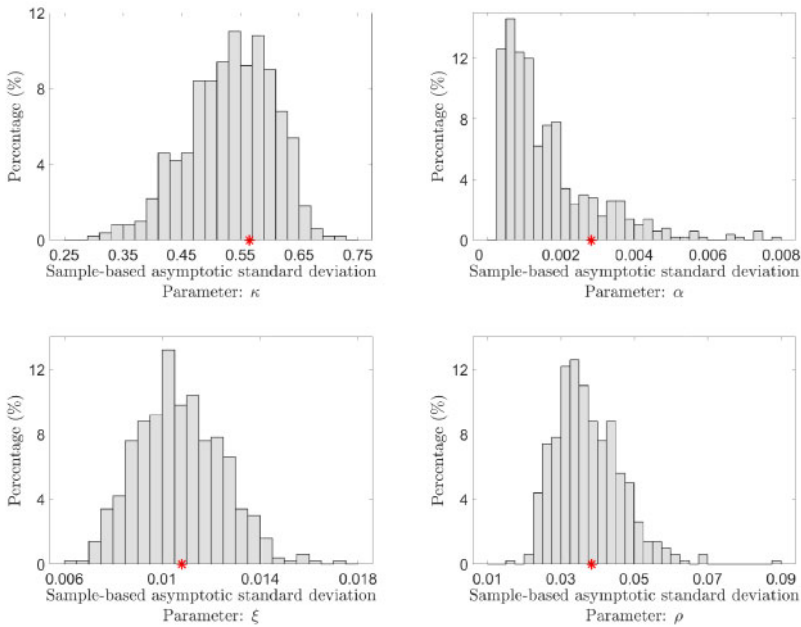 12
8
4
0
Percentage (%)
0.25 0.35 0.45 0.55 0.65 0.75
Sample-based asymptotic standard deviation
Parameter: κ
12
8
4
0
Percentage (%)
0 0.002 0.004 0.006 0.008
Sample-based asymptotic standard deviation
Parameter: α
12
8
4
0
Percentage (%)
0.006 0.01 0.014 0.018
Sample-based asymptotic standard deviation
Parameter: ξ
12
8
4
0
Percentage (%)
0.01 0.03 0.05 0.07 0.09
Sample-based asymptotic standard deviation
Parameter: ρ